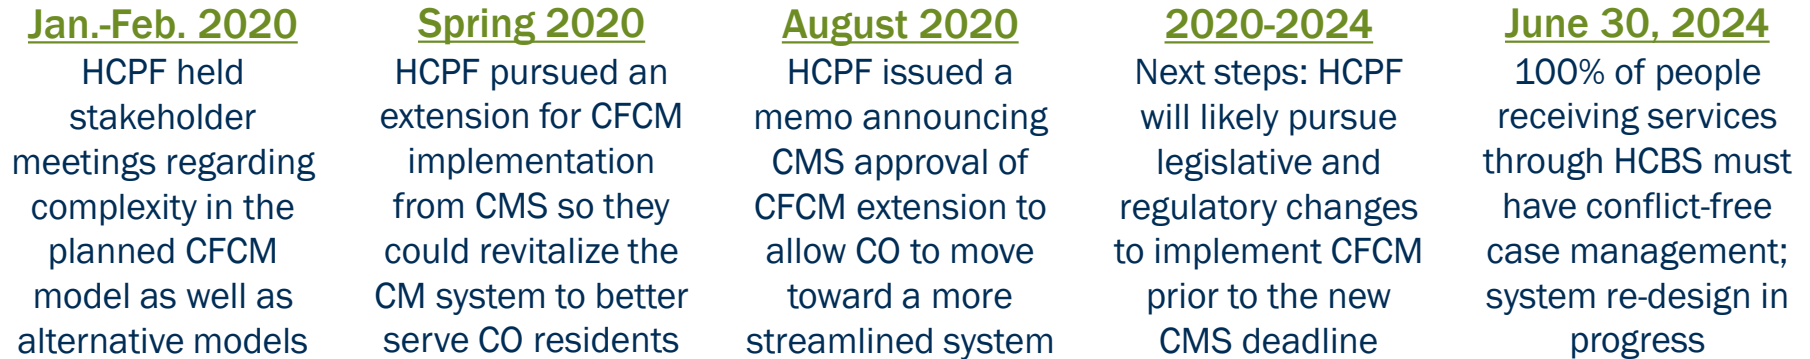 Jan.-Feb. 2020
HCPF held
stakeholder
meetings regarding
complexity in the
planned CFCM
model as well as
alternative models
Spring 2020
HCPF pursued an
extension for CFCM
implementation
from CMS so they
could revitalize the
CM system to better
serve CO residents
August 2020
HCPF issued a
memo announcing
CMS approval of
CFCM extension to
allow CO to move
toward a more
streamlined system
2020-2024
Next steps: HCPF
will likely pursue
legislative and
regulatory changes
to implement CFCM
prior to the new
CMS deadline
June 30, 2024
100% of people
receiving services
through HCBS must
have conflict-free
case management;
system re-design in
progress